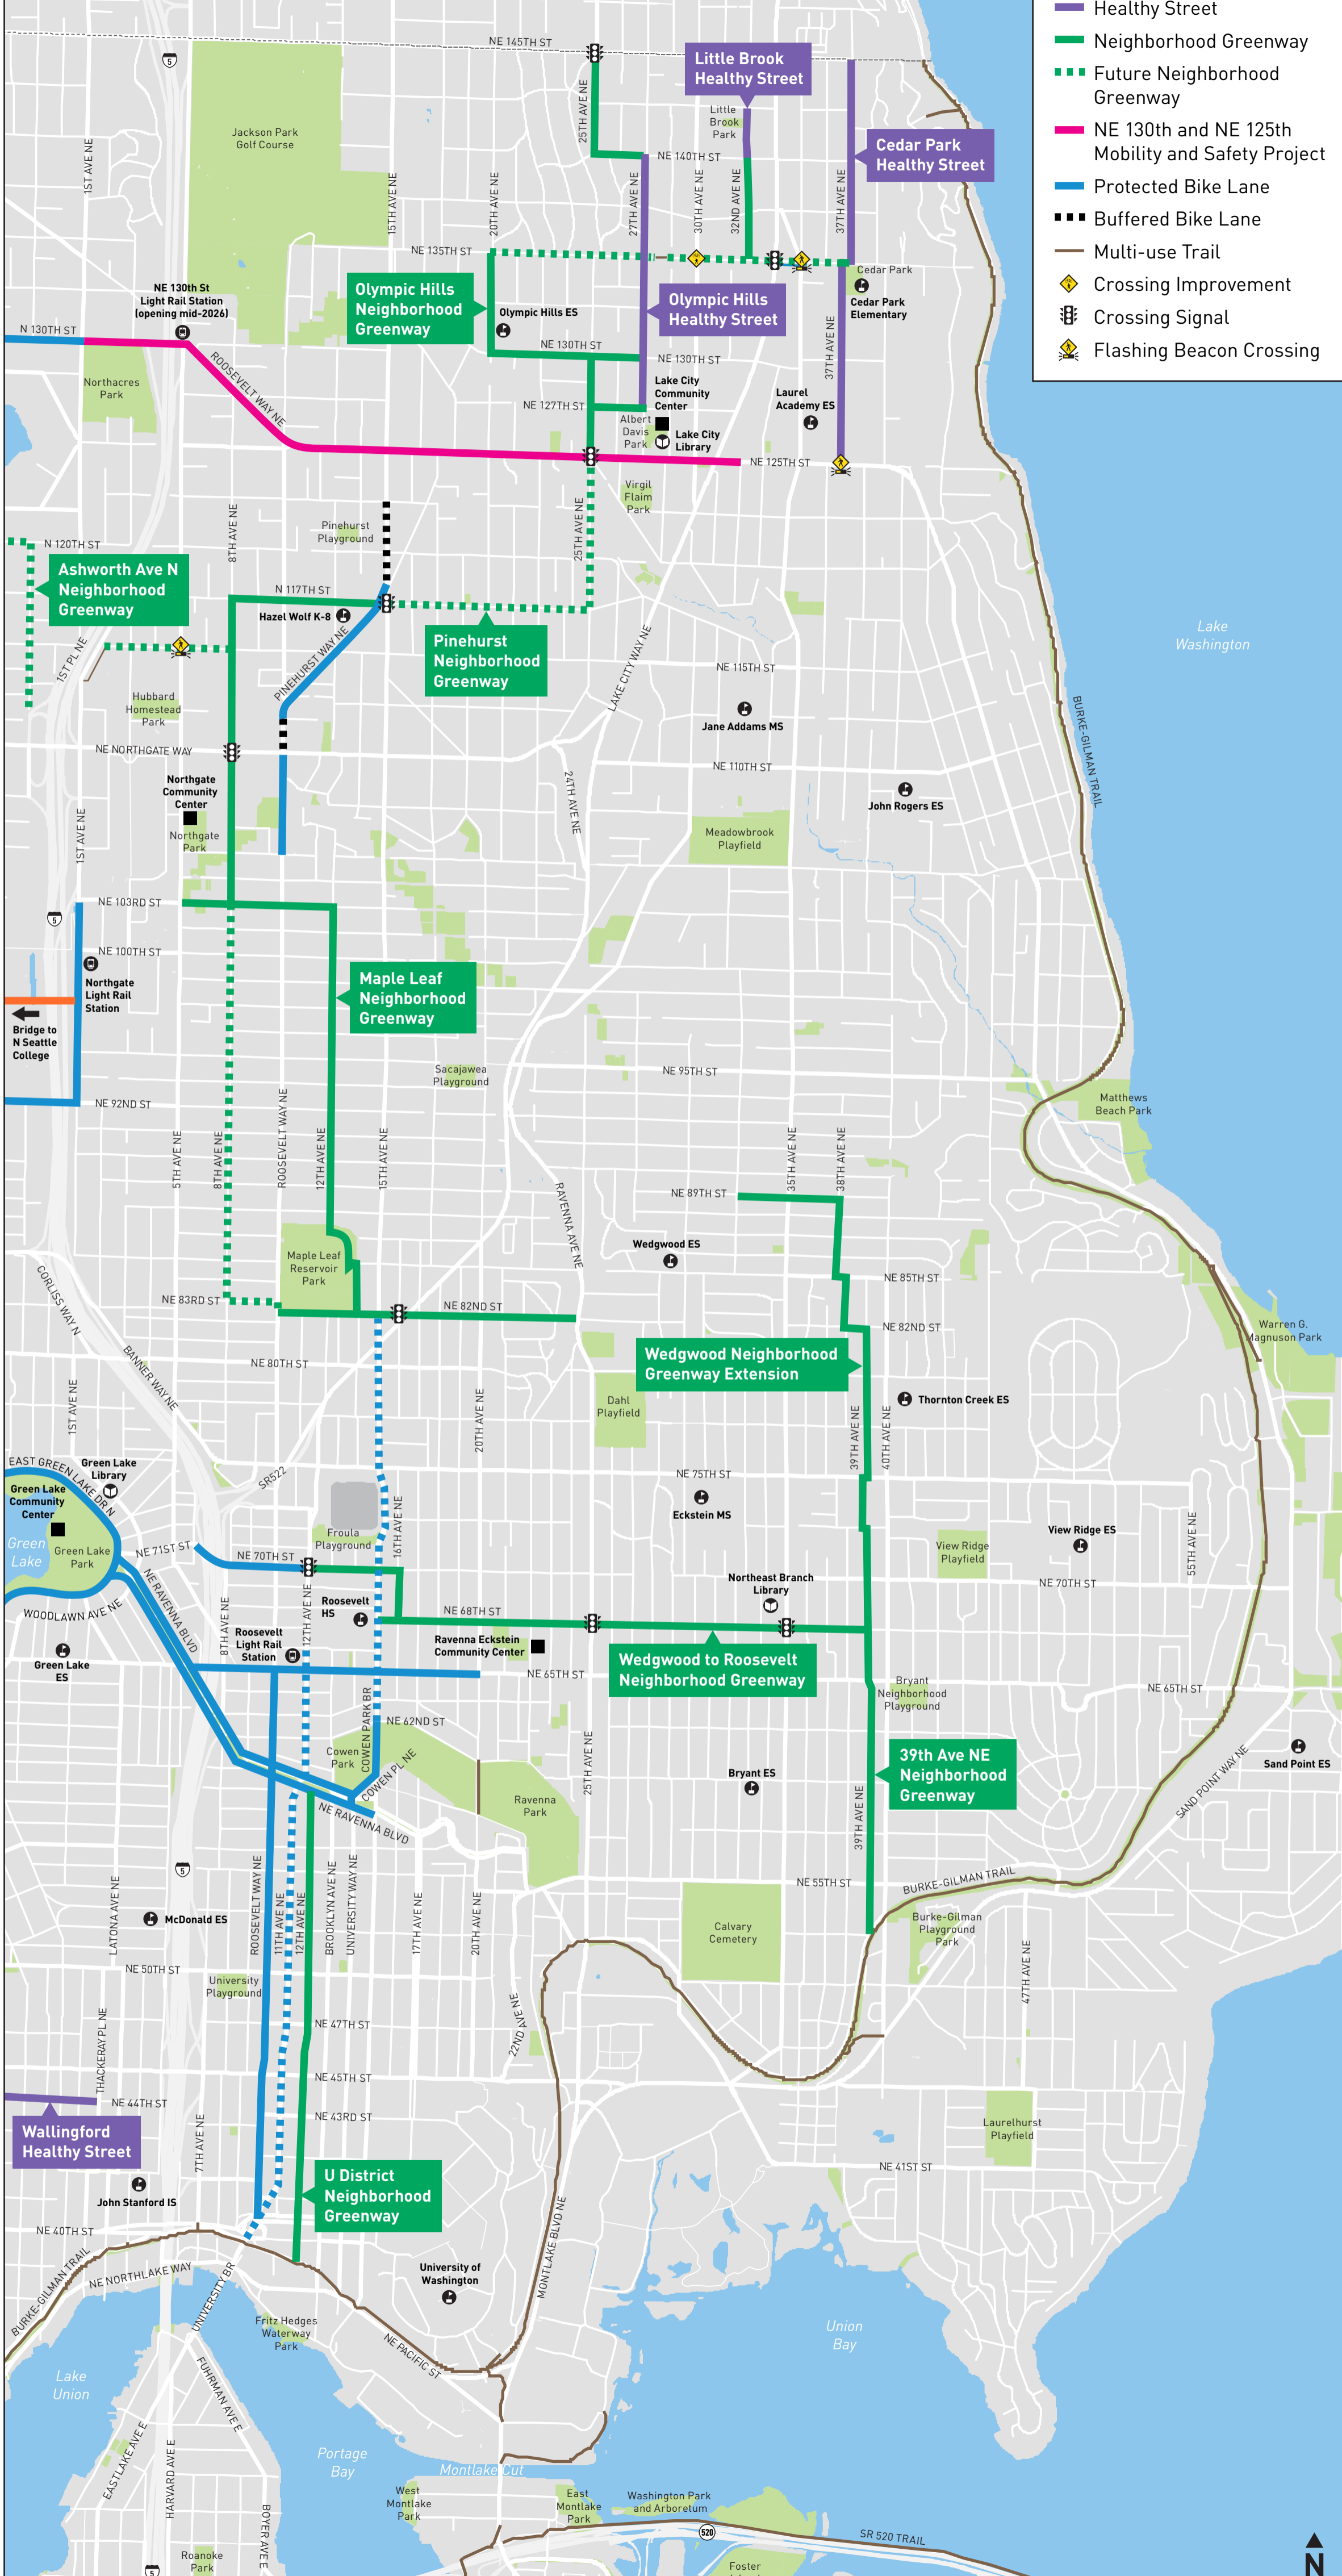 Healthy Street
Neighborhood Greenway
Future Neighborhood
Greenway
NE 130th and NE 125th
Mobility and Safety Project
Protected Bike Lane
Buffered Bike Lane
Multi-use Trail
Crossing Improvement
Crossing Signal
Flashing Beacon Crossing
NE 145TH ST
5
Little Brook
Healthy Street
25TH AVE NE
Little
Brook
Park
Jackson Park
Golf Course
1ST AVE NE
Cedar Park
Healthy Street
NE 140TH ST
15TH AVE NE
20TH AVE NE
27TH AVE NE
30TH AVE NE
32ND AVE NE
37TH AVE NE
NE 135TH ST
Cedar Park
Cedar Park
Elementary
NE 130th St
Light Rail Station
(opening mid-2026)
Olympic Hills
Neighborhood
Greenway
Olympic Hills ES
Olympic Hills
Healthy Street
N 130TH ST
NE 130TH ST
NE 130TH ST
37TH AVE NE
ROOSEVELT WAY NE
Northacres
Park
Lake City
Community
Center
Laurel
Academy ES
NE 127TH ST
Albert
Davis
Park
Lake City
Library
NE 125TH ST
Virgil
Flaim
Park
8TH AVE NE
Pinehurst
Playground
25TH AVE NE
N 120TH ST
Ashworth Ave N
Neighborhood
Greenway
N 117TH ST
Hazel Wolf K-8
Pinehurst
Neighborhood
Greenway
PINEHURST WAY NE
1ST PL NE
LAKE CITY WAY NE
Lake
Washington
NE 115TH ST
Hubbard
Homestead
Park
Jane Addams MS
BURKE-GILMAN TRAIL
NE NORTHGATE WAY
NE 110TH ST
Northgate
Community
Center
24TH AVE NE
John Rogers ES
1ST AVE NE
Northgate
Park
Meadowbrook
Playfield
NE 103RD ST
5
NE 100TH ST
Northgate
Light Rail
Station
Maple Leaf
Neighborhood
Greenway
Bridge to
N Seattle
College
Sacajawea
Playground
NE 95TH ST
NE 92ND ST
Matthews
Beach Park
5TH AVE NE
8TH AVE NE
ROOSEVELT WAY NE
12TH AVE NE
15TH AVE NE
35TH AVE NE
38TH AVE NE
RAVENNA AVE NE
NE 89TH ST
Wedgwood ES
Maple Leaf
Reservoir
Park
CORLISS WAY N
NE 85TH ST
NE 83RD ST
NE 82ND ST
NE 82ND ST
Warren G.
Magnuson Park
Wedgwood Neighborhood
Greenway Extension
BANNER WAY NE
NE 80TH ST
1ST AVE NE
20TH AVE NE
Dahl
Playfield
Thornton Creek ES
39TH AVE NE
40TH AVE NE
EAST GREEN LAKE DR N
Green Lake
Library
SR522
NE 75TH ST
Green Lake
Community
Center
Eckstein MS
Green
Lake
Green Lake
Park
NE 71ST ST
Froula
Playground
16TH AVE NE
View Ridge ES
View Ridge
Playfield
55TH AVE NE
NE 70TH ST
NE 70TH ST
Northeast Branch
Library
WOODLAWN AVE NE
NE RAVENNA BLVD
8TH AVE NE
12TH AVE NE
Roosevelt
HS
NE 68TH ST
Roosevelt
Light Rail
Station
Ravenna Eckstein
Community Center
Green Lake
ES
Wedgwood to Roosevelt
Neighborhood Greenway
NE 65TH ST
NE 65TH ST
Bryant
Neighborhood
Playground
COWEN PARK BR
NE 62ND ST
Cowen
Park
COWEN PL NE
25TH AVE NE
39th Ave NE
Neighborhood
Greenway
Bryant ES
Sand Point ES
SAND POINT WAY NE
NE RAVENNA BLVD
Ravenna
Park
39TH AVE NE
5
NE 55TH ST
BURKE-GILMAN TRAIL
LATONA AVE NE
McDonald ES
ROOSEVELT WAY NE
11TH AVE NE
12TH AVE NE
BROOKLYN AVE NE
UNIVERSITY WAY NE
17TH AVE NE
20TH AVE NE
Calvary
Cemetery
Burke-Gilman
Playground
Park
47TH AVE NE
NE 50TH ST
University
Playground
22ND AVE NE
THACKERAY PL NE
NE 47TH ST
NE 45TH ST
NE 44TH ST
NE 43RD ST
Wallingford
Healthy Street
7TH AVE NE
Laurelhurst
Playfield
NE 41ST ST
John Stanford IS
U District
Neighborhood
Greenway
NE 40TH ST
BURKE-GILMAN TRAIL
NE NORTHLAKE WAY
UNIVERSITY BR
University of
Washington
MONTLAKE BLVD NE
Fritz Hedges
Waterway
Park
NE PACIFIC ST
Union
Bay
Lake
Union
FUHRMAN AVE E
EASTLAKE AVE E
HARVARD AVE E
Portage
Bay
Montlake Cut
West
Montlake
Park
East
Montlake
Park
Washington Park
and Arboretum
BOYER AVE E
520
SR 520 TRAIL
Roanoke
Park
5
Foster
N